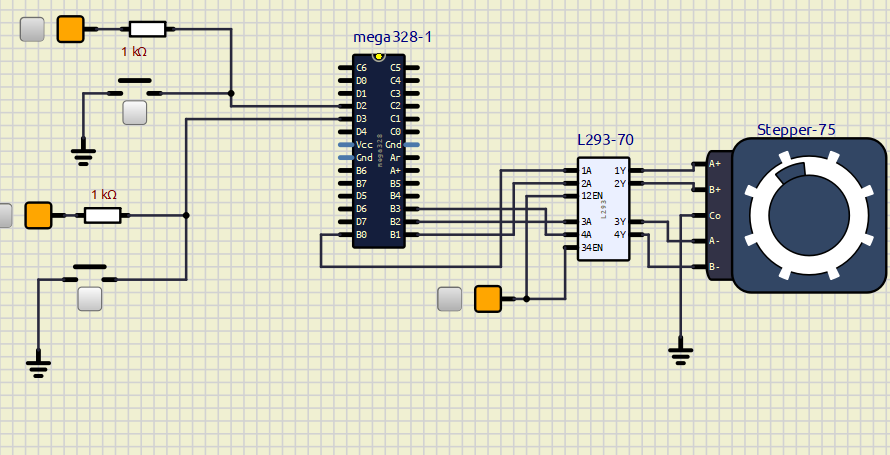 1 kΩ
1 kΩ
mega328-1
C6 C5
D0 C4
D1 C3
D2 C2
D3 C1
D4 C0
Vcc Gnd
Gnd Ar
B6 A+
B7 B5
D5 B4
D6 B3
D7 B2
B0 B1
mega328
L293-70
1A 1Y
2A 2Y
12EN
3A 3Y
4A 4Y
34EN
L293
Stepper-75
A+
B+
Co
A-
B-